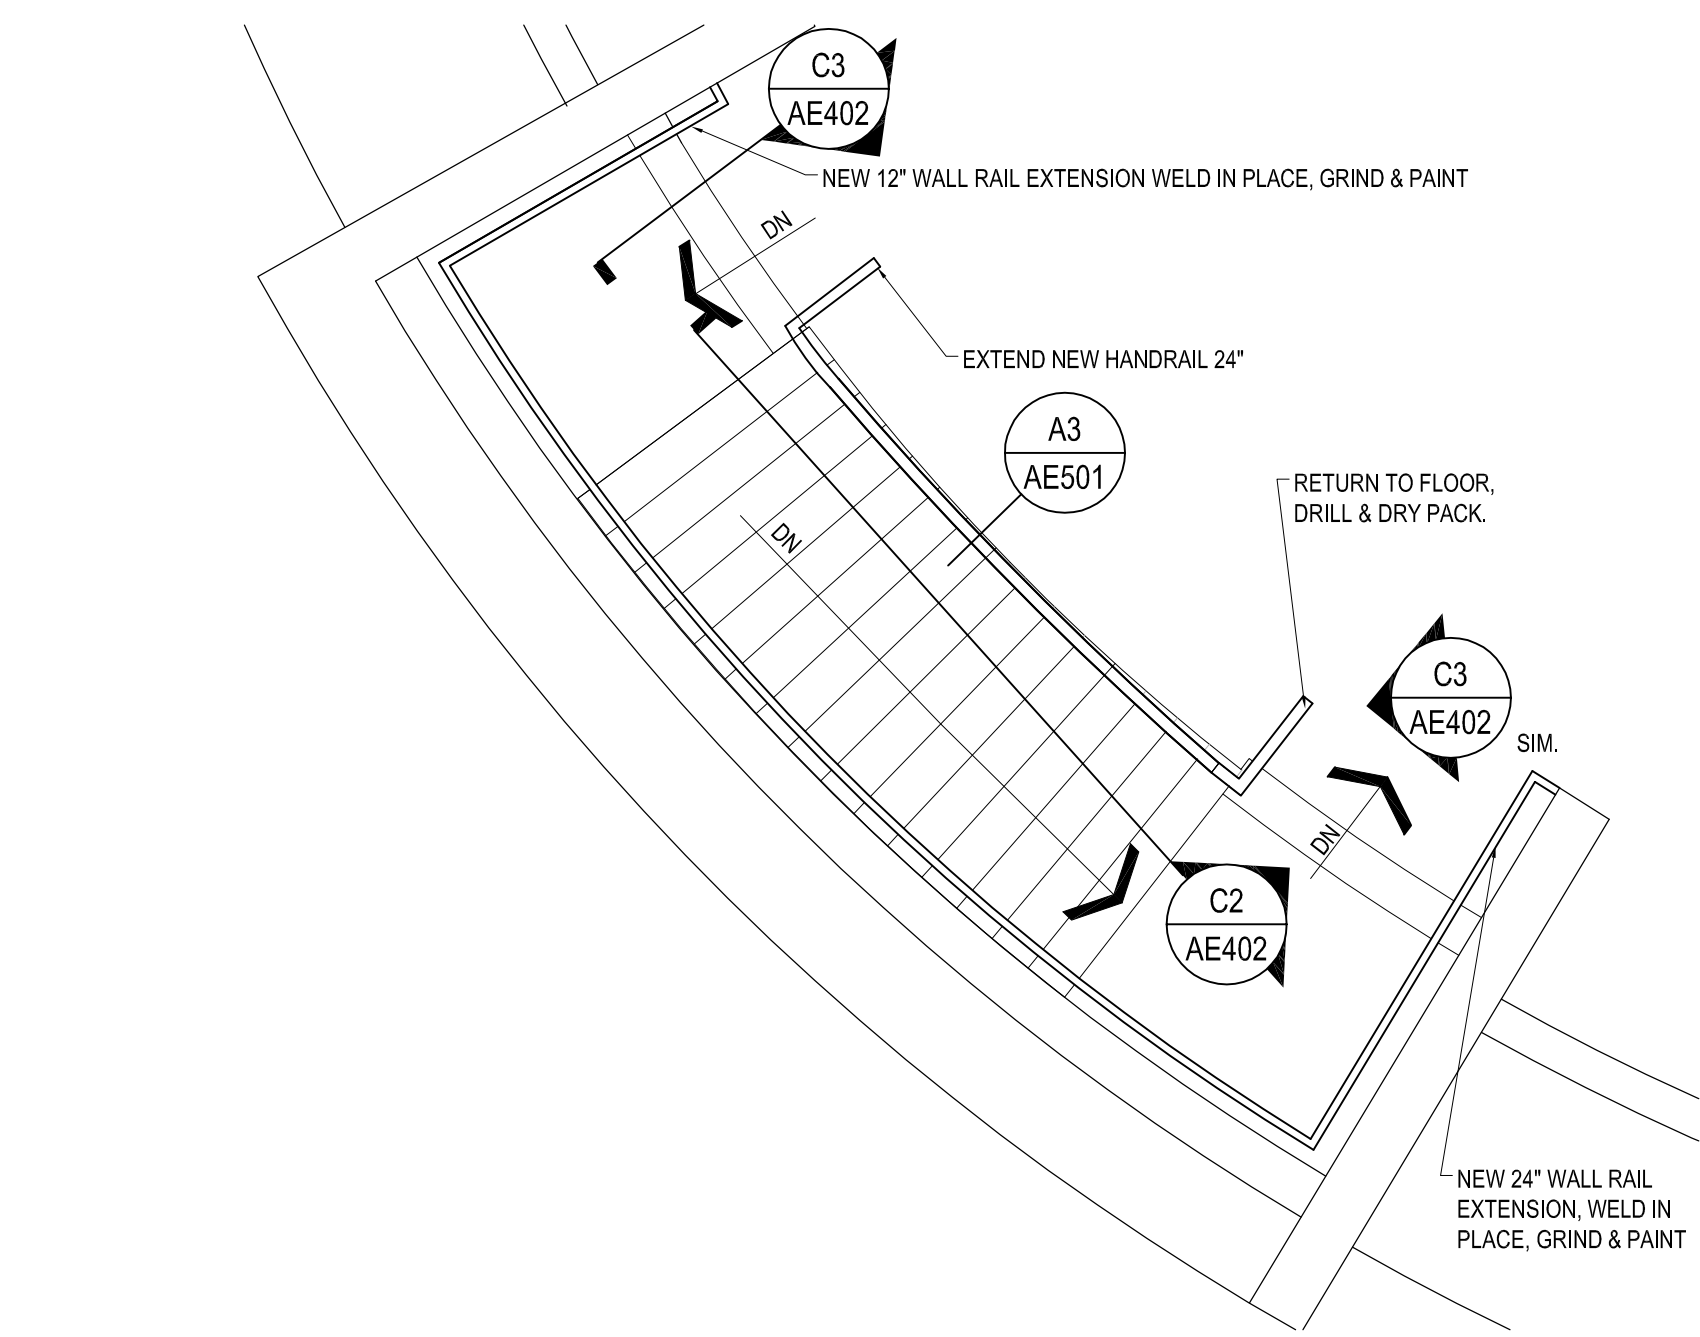 C3
AE402
NEW 12" WALL RAIL EXTENSION WELD IN PLACE, GRIND & PAINT
DN
EXTEND NEW HANDRAIL 24"
A3
AE501
RETURN TO FLOOR,
DRILL & DRY PACK.
DN
C3
AE402
SIM.
DN
C2
AE402
NEW 24" WALL RAIL
EXTENSION, WELD IN
PLACE, GRIND & PAINT